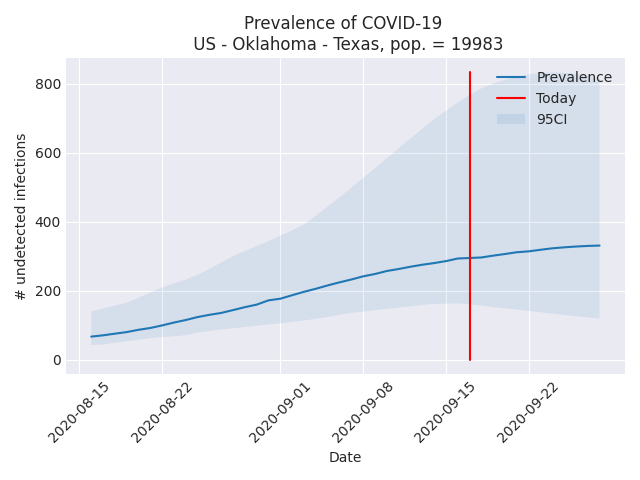 Prevalence of COVID-19
US - Oklahoma - Texas, pop. = 19983
Prevalence
Today
95CI
# undetected infections
800
600
400
200
0
2020-08-15
2020-08-22
2020-09-01
2020-09-08
2020-09-15
2020-09-22
Date